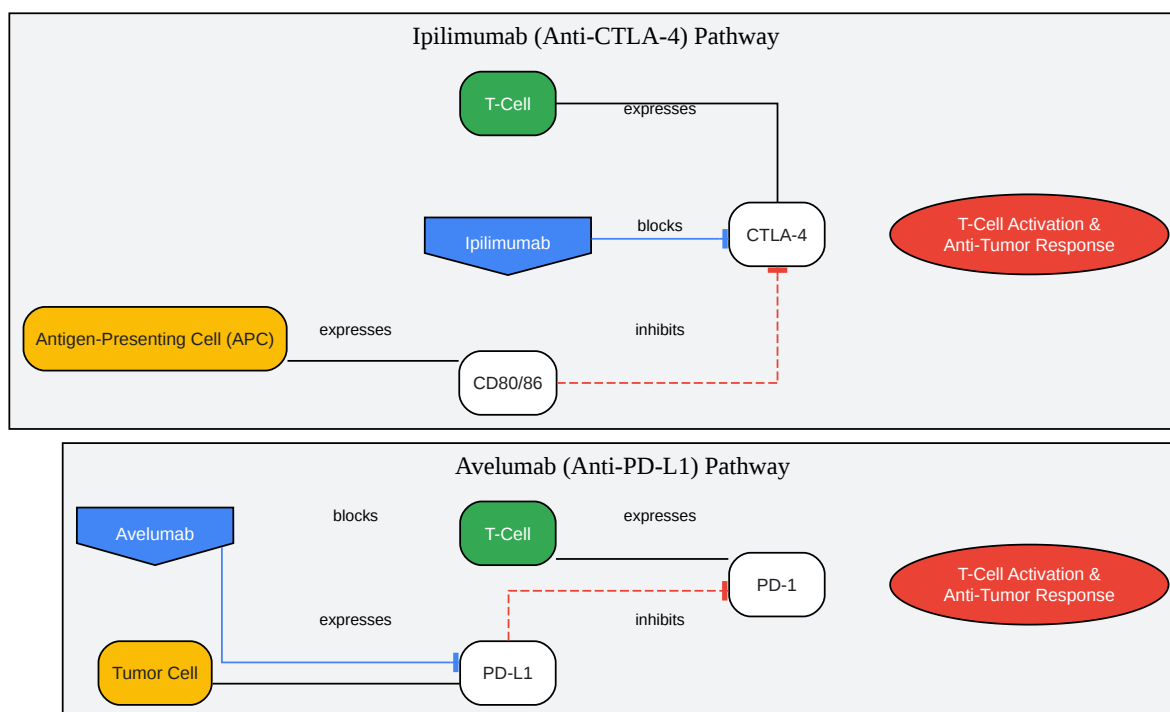 Ipilimumab (Anti-CTLA-4) Pathway
T-Cell
expresses
Ipilimumab
blocks
CTLA-4
T-Cell Activation &
Anti-Tumor Response
Antigen-Presenting Cell (APC)
expresses
inhibits
CD80/86
Avelumab (Anti-PD-L1) Pathway
Avelumab
blocks
T-Cell
expresses
PD-1
T-Cell Activation &
Anti-Tumor Response
expresses
inhibits
Tumor Cell
PD-L1